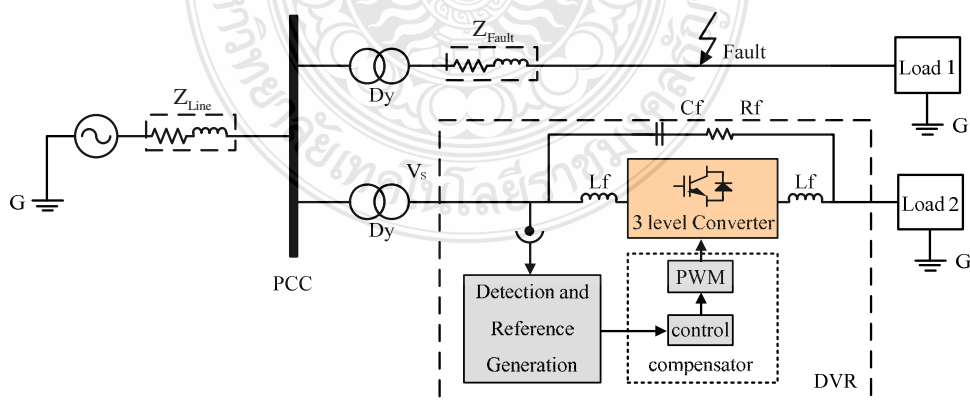 Z_Fault
Fault
Load 1
Dy
Z_Line
Cf
Rf
G
G
V_S
Lf
Lf
3 level Converter
Load 2
Dy
PCC
G
PWM
Detection and
Reference
Generation
control
compensator
DVR